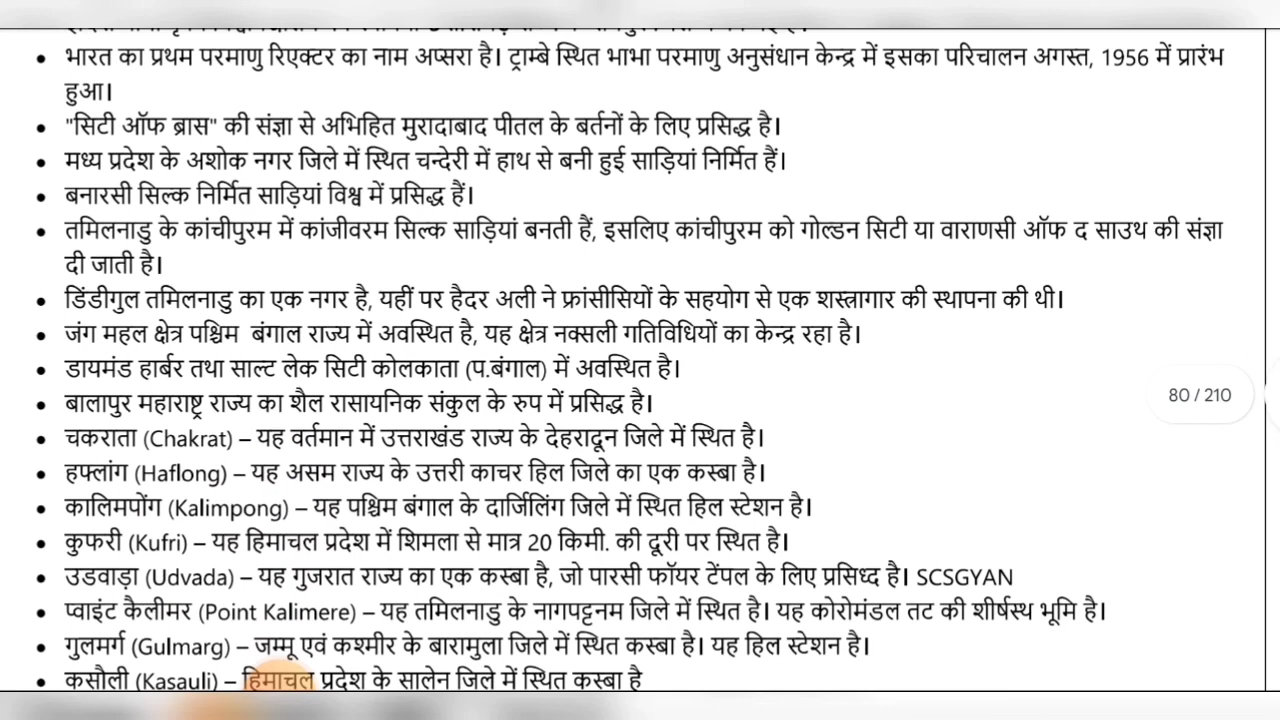 • भारत का प्रथम परमाणु रिएक्टर का नाम अप्सरा है। ट्राम्बे स्थित भाभा परमाणु अनुसंधान केन्द्र में इसका परिचालन अगस्त, 1956 में प्रारंभ
हुआ।
• "सिटी ऑफ ब्रास" की संज्ञा से अभिहित मुरादाबाद पीतल के बर्तनों के लिए प्रसिद्ध है।
• मध्य प्रदेश के अशोक नगर जिले में स्थित चन्देरी में हाथ से बनी हुई साड़ियां निर्मित हैं।
• बनारसी सिल्क निर्मित साड़ियां विश्व में प्रसिद्ध हैं।
• तमिलनाडु के कांचीपुरम में कांजीवरम सिल्क साड़ियां बनती हैं, इसलिए कांचीपुरम को गोल्डन सिटी या वाराणसी ऑफ द साउथ की संज्ञा
दी जाती है।
• डिंडीगुल तमिलनाडु का एक नगर है, यहीं पर हैदर अली ने फ्रांसीसियों के सहयोग से एक शस्त्रागार की स्थापना की थी।
• जंग महल क्षेत्र पश्चिम बंगाल राज्य में अवस्थित है, यह क्षेत्र नक्सली गतिविधियों का केन्द्र रहा है।
• डायमंड हार्बर तथा साल्ट लेक सिटी कोलकाता (प.बंगाल) में अवस्थित है।
80 / 210
• बालापुर महाराष्ट्र राज्य का शैल रासायनिक संकुल के रुप में प्रसिद्ध है।
• चकराता (Chakrat) – यह वर्तमान में उत्तराखंड राज्य के देहरादून जिले में स्थित है।
• हफ्लांग (Haflong) – यह असम राज्य के उत्तरी काचर हिल जिले का एक कस्बा है।
• कालिमपोंग (Kalimpong) – यह पश्चिम बंगाल के दार्जिलिंग जिले में स्थित हिल स्टेशन है।
• कुफरी (Kufri) – यह हिमाचल प्रदेश में शिमला से मात्र 20 किमी. की दूरी पर स्थित है।
• उडवाड़ा (Udvada) – यह गुजरात राज्य का एक कस्बा है, जो पारसी फॉयर टेंपल के लिए प्रसिध्द है। SCSGYAN
• प्वाइंट कैलीमर (Point Kalimere) – यह तमिलनाडु के नागपट्टनम जिले में स्थित है। यह कोरोमंडल तट की शीर्षस्थ भूमि है।
• गुलमर्ग (Gulmarg) – जम्मू एवं कश्मीर के बारामुला जिले में स्थित कस्बा है। यह हिल स्टेशन है।
• कसौली (Kasauli) – हिमाचल प्रदेश के सालेन जिले में स्थित कस्बा है